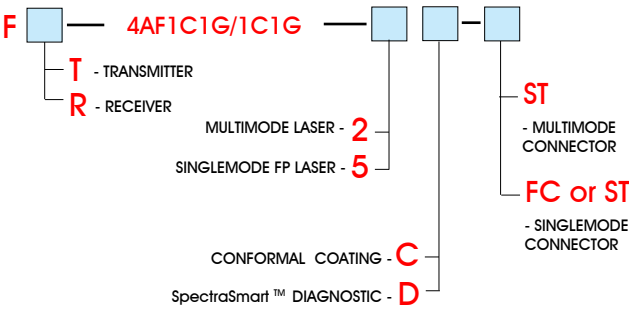 F — 4AF1C1G/1C1G — –
T - TRANSMITTER
R - RECEIVER
MULTIMODE LASER - 2
SINGLEMODE FP LASER - 5
CONFORMAL COATING - C
SpectraSmart ™ DIAGNOSTIC - D
ST
- MULTIMODE
CONNECTOR
FC or ST
- SINGLEMODE
CONNECTOR